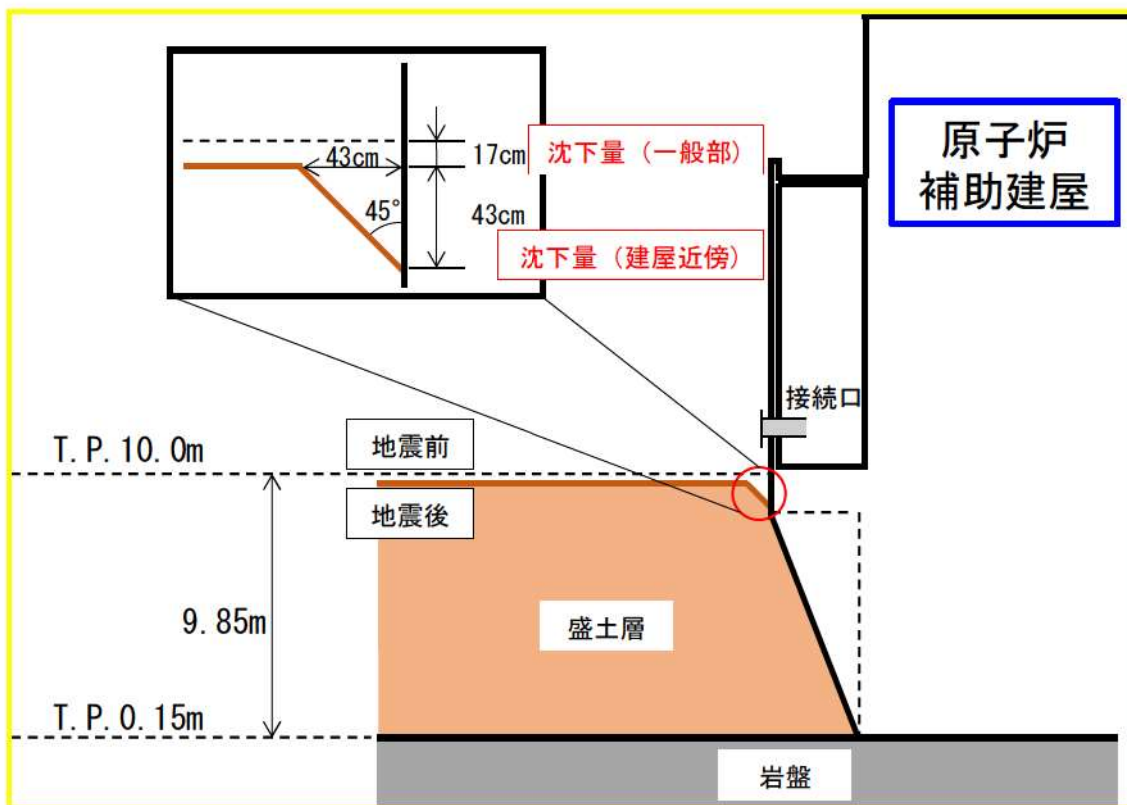 原子炉
補助建屋
43cm
17cm
沈下量（一般部）
45°
43cm
沈下量（建屋近傍）
接続口
T.P.10.0m
地震前
地震後
9.85m
盛土層
T.P.0.15m
岩盤